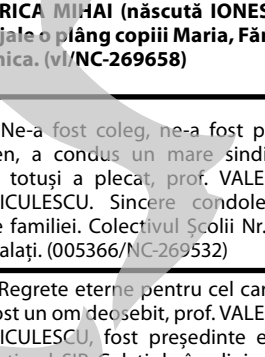 RICA MIHAI (născută IONES
jale o plâng copiii Maria, Făn
nica. (vl/NC-269658)
Ne-a fost coleg, ne-a fost p
en, a condus un mare sindi
totuși a plecat, prof. VALE
ICULESCU. Sincere condole
e familiei. Colectivul Școlii Nr.
alați. (005366/NC-269532)
Regrete eterne pentru cel car
ost un om deosebit, prof. VALE
ICULESCU, fost președinte e